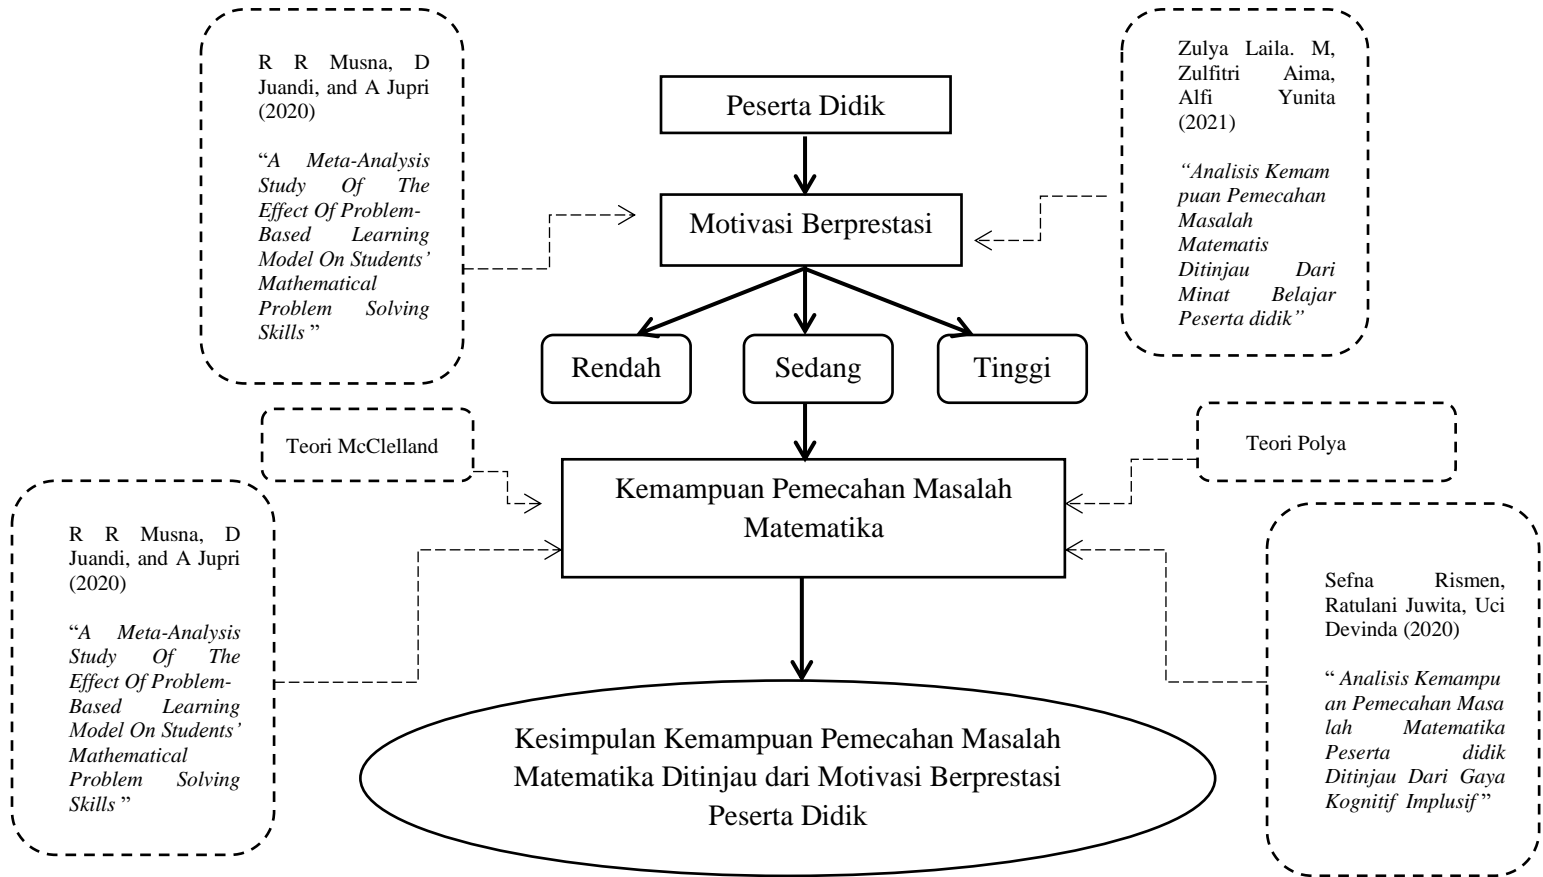 R R Musna, D
Juandi, and A Jupri
(2020)
“A Meta-Analysis
Study Of The
Effect Of Problem-
Based Learning
Model On Students’
Mathematical
Problem Solving
Skills ”
Peserta Didik
Motivasi Berprestasi
Zulya Laila. M,
Zulfitri Aima,
Alfi Yunita
(2021)
“Analisis Kemam
puan Pemecahan
Masalah
Matematis
Ditinjau Dari
Minat Belajar
Peserta didik”
Rendah
Sedang
Tinggi
Teori McClelland
Teori Polya
Kemampuan Pemecahan Masalah
Matematika
R R Musna, D
Juandi, and A Jupri
(2020)
“A Meta-Analysis
Study Of The
Effect Of Problem-
Based Learning
Model On Students’
Mathematical
Problem Solving
Skills ”
Sefna Rismen,
Ratulani Juwita, Uci
Devinda (2020)
“ Analisis Kemampu
an Pemecahan Masa
lah Matematika
Peserta didik
Ditinjau Dari Gaya
Kognitif Implusif ”
Kesimpulan Kemampuan Pemecahan Masalah
Matematika Ditinjau dari Motivasi Berprestasi
Peserta Didik